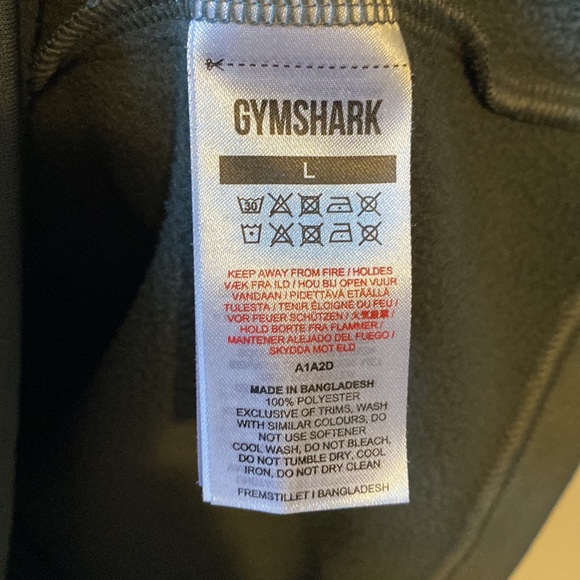 GYMSHARK
L
30
KEEP AWAY FROM FIRE / HOLDES
VÆK FRA ILD / HOU BIJ OPEN VUUR
VANDAAN / PIDETTÄVÄ ETÄÄLLÄ
TULESTA / TENIR ÉLOIGNÉ DU FEU /
VOR FEUER SCHÜTZEN / 火気厳禁 /
HOLD BORTE FRA FLAMMER /
MANTENER ALEJADO DEL FUEGO /
SKYDDA MOT ELD
A1A2D
MADE IN BANGLADESH
100% POLYESTER
EXCLUSIVE OF TRIMS, WASH
WITH SIMILAR COLOURS, DO
NOT USE SOFTENER
COOL WASH, DO NOT BLEACH,
DO NOT TUMBLE DRY, COOL
IRON, DO NOT DRY CLEAN
FREMSTILLET I BANGLADESH